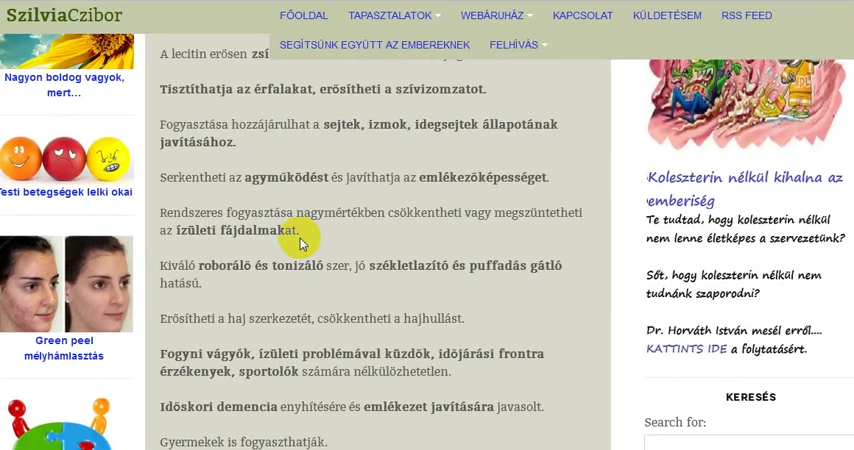 SzilviaCzibor
FŐOLDAL TAPASZTALATOK WEBÁRUHÁZ KAPCSOLAT KÜLDETÉSEM RSS FEED
SEGÍTSÜNK EGYÜTT AZ EMBEREKNEK FELHÍVÁS
Nagyon boldog vagyok,
mert...
Testi betegségek lelki okai
Green peel
mélyhámlasztás
A lecitin erősen
Tisztíthatja az érfalakat, erősítheti a szívizomzatot.
Fogyasztása hozzájárulhat a sejtek, izmok, idegsejtek állapotának
javításához.
Serkentheti az agyműködést és javíthatja az emlékezőképességet.
Rendszeres fogyasztása nagymértékben csökkentheti vagy megszüntetheti
az ízületi fájdalmakat.
Kiváló roboráló és tonizáló szer, jó székletlazító és puffadás gátló
hatású.
Erősítheti a haj szerkezetét, csökkentheti a hajhullást.
Fogyni vágyók, ízületi problémával küzdők, időjárási frontra
érzékenyek, sportolók számára nélkülözhetetlen.
Időskori demencia enyhítésére és emlékezet javítására javasolt.
Gyermekek is fogyaszthatják.
Koleszterin nélkül kihalna az
emberiség
Te tudtad, hogy koleszterin nélkül
nem lenne életképes a szervezetünk?
Sőt, hogy koleszterin nélkül nem
tudnánk szaporodni?
Dr. Horváth István mesél erről....
KATTINTS IDE a folytatásért.
KERESÉS
Search for: